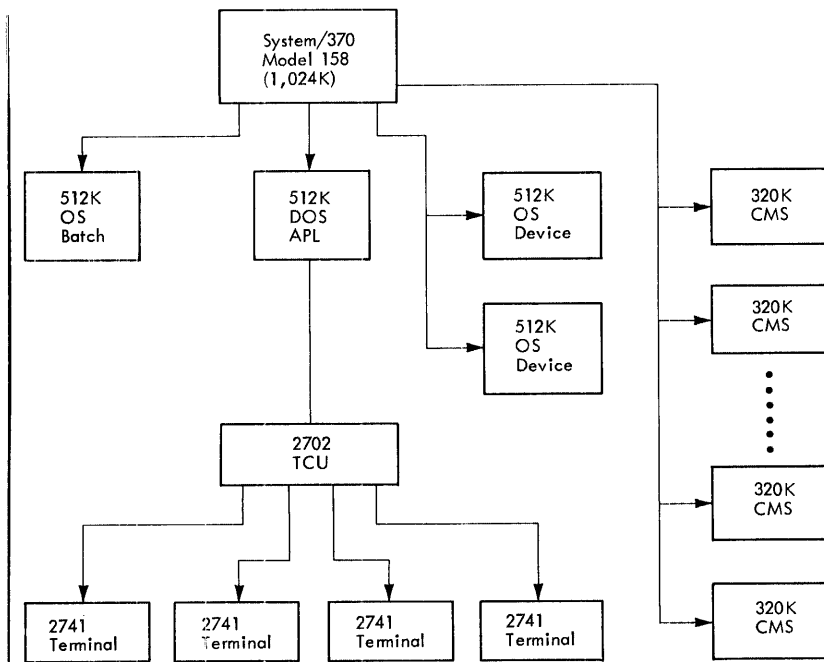 System/370
Model 158
(1,024K)
512K
OS
Batch
512K
DOS
APL
512K
OS
Device
512K
OS
Device
320K
CMS
320K
CMS
320K
CMS
320K
CMS
2702
TCU
2741
Terminal
2741
Terminal
2741
Terminal
2741
Terminal